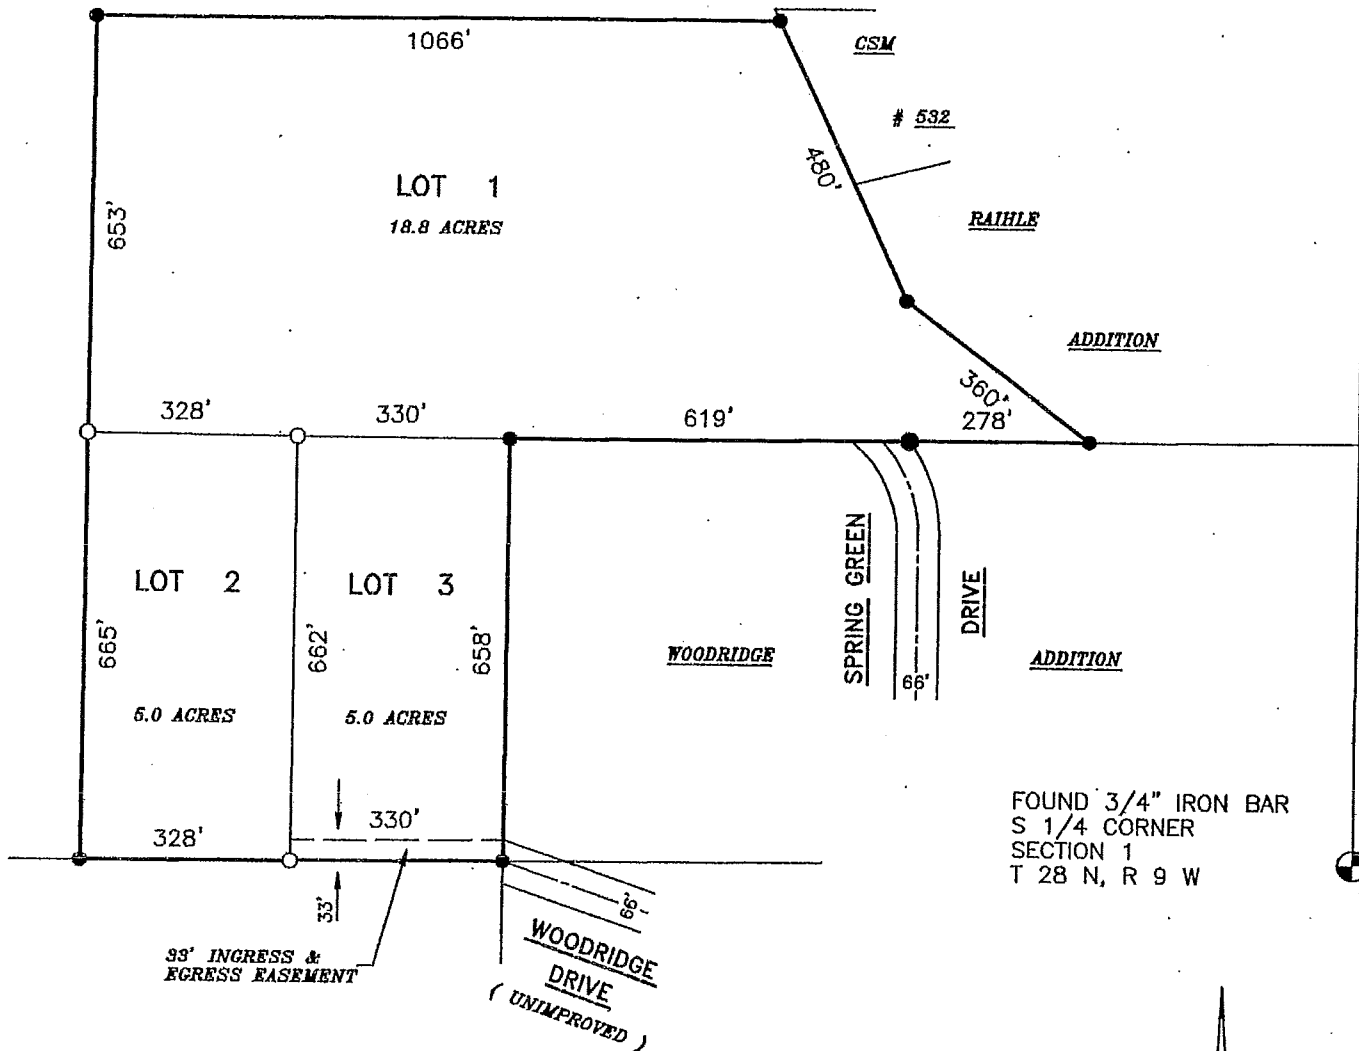 1066'
CSM
# 532
480'
LOT 1
18.8 ACRES
653'
RAIHLE
ADDITION
360'
328'
330'
619'
278'
SPRING GREEN
DRIVE
66'
LOT 2
LOT 3
665'
662'
658'
WOODRIDGE
ADDITION
5.0 ACRES
5.0 ACRES
328'
330'
33'
66'
FOUND 3/4" IRON BAR
S 1/4 CORNER
SECTION 1
T 28 N, R 9 W
33' INGRESS &
EGRESS EASEMENT
WOODRIDGE
DRIVE
( UNIMPROVED )